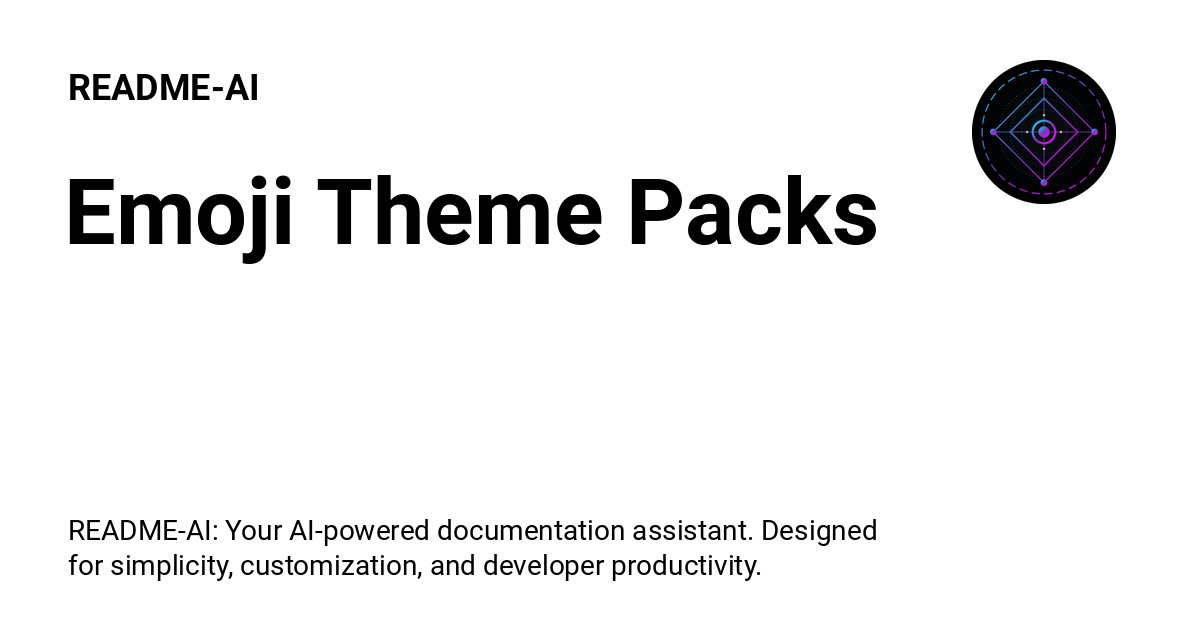 README-AI
Emoji Theme Packs
README-AI: Your AI-powered documentation assistant. Designed
for simplicity, customization, and developer productivity.